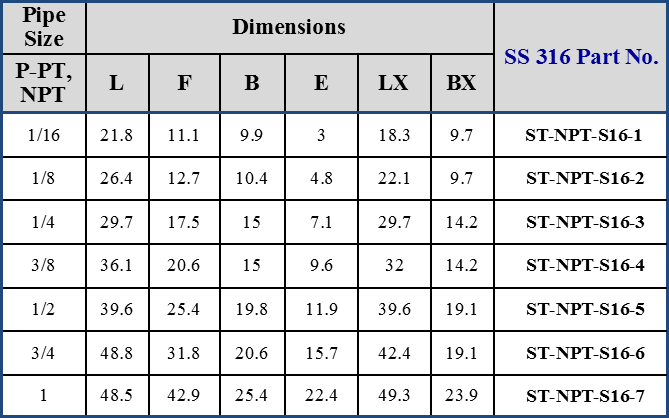 Pipe Size Dimensions SS 316 Part No.
P-PT, NPT L F B E LX BX
1/16 21.8 11.1 9.9 3 18.3 9.7 ST-NPT-S16-1
1/8 26.4 12.7 10.4 4.8 22.1 9.7 ST-NPT-S16-2
1/4 29.7 17.5 15 7.1 29.7 14.2 ST-NPT-S16-3
3/8 36.1 20.6 15 9.6 32 14.2 ST-NPT-S16-4
1/2 39.6 25.4 19.8 11.9 39.6 19.1 ST-NPT-S16-5
3/4 48.8 31.8 20.6 15.7 42.4 19.1 ST-NPT-S16-6
1 48.5 42.9 25.4 22.4 49.3 23.9 ST-NPT-S16-7